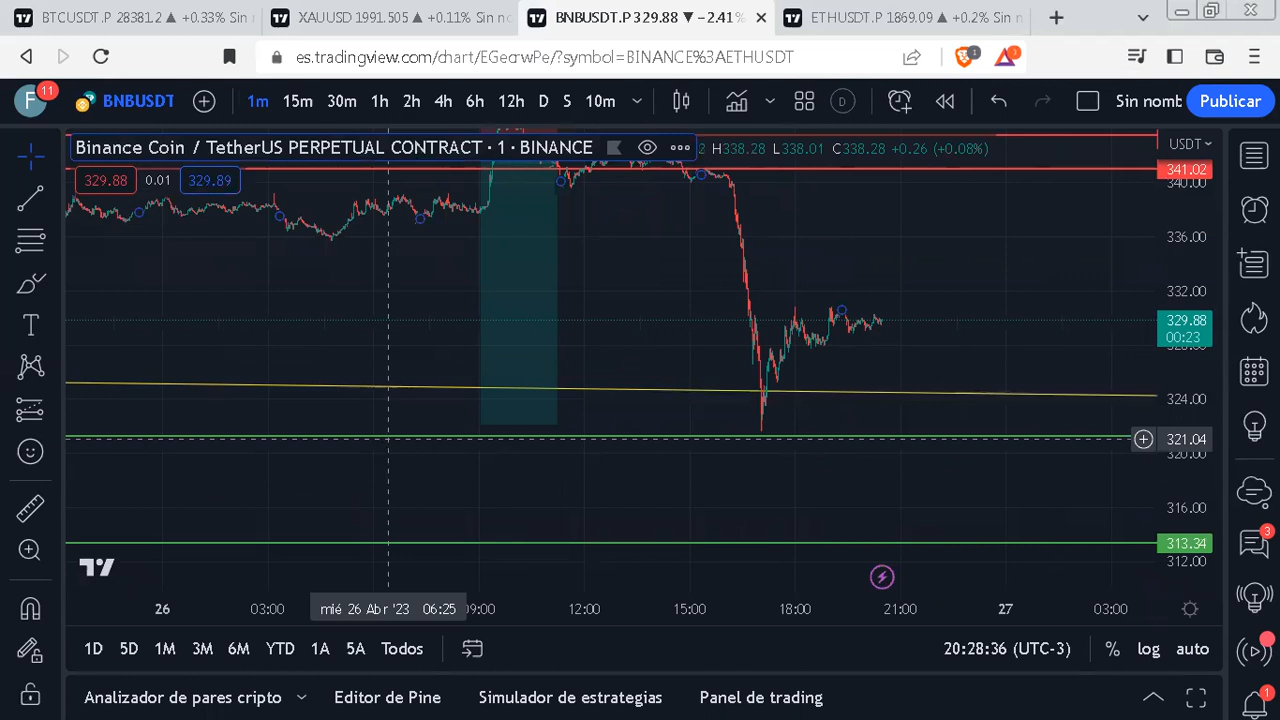 BTCUSDT.P 28381.2 ▲ +0.33% Sin n
XAUUSD 1991.505 ▲ +0.11% Sin n
BNBUSDT.P 329.88 ▼ −2.41%
ETHUSDT.P 1869.09 ▲ +0.2% Sin n
es.tradingview.com/chart/EGecrwPe/?symbol=BINANCE%3AETHUSDT
1
1
F
11
BNBUSDT
1m 15m 30m 1h 2h 4h 6h 12h D S 10m
D
Sin nomb
Publicar
Binance Coin / TetherUS PERPETUAL CONTRACT · 1 · BINANCE
H338.28 L338.01 C338.28 +0.26 (+0.08%)
USDT
329.88 0.01 329.89
341.02
340.00
336.00
332.00
329.88
00:23
324.00
321.04
320.00
316.00
313.34
312.00
26 03:00 mié 26 Abr '23 06:25 09:00 12:00 15:00 18:00 21:00 27 03:00
1D 5D 1M 3M 6M YTD 1A 5A Todos
20:28:36 (UTC-3)
% log auto
Analizador de pares cripto
Editor de Pine
Simulador de estrategias
Panel de trading
3
1